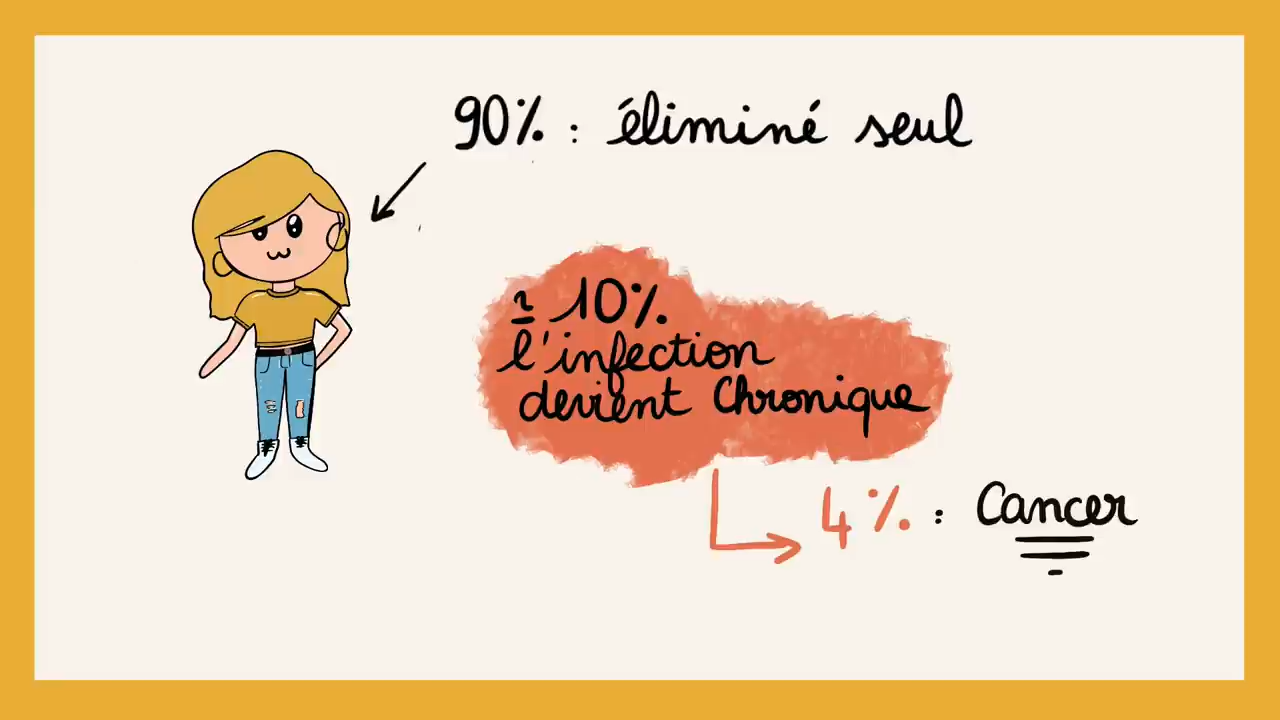 90% : éliminé seul
≃ 10%
l'infection
devient Chronique
4% : Cancer